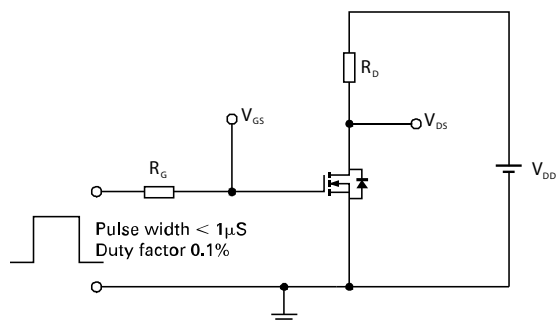 R_D
V_GS
V_DS
R_G
V_DD
Pulse width < 1μS
Duty factor 0.1%